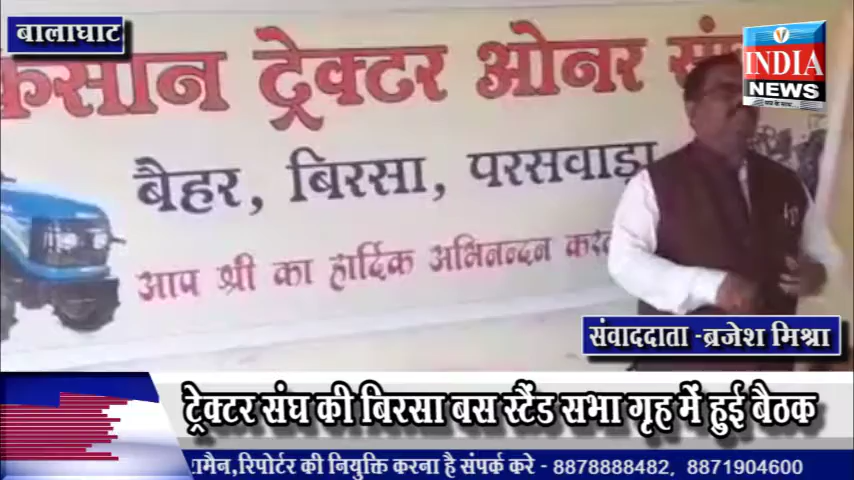 बालाघाट
INDIA
NEWS
किसान ट्रेक्टर ओनर संघ
बैहर, बिरसा, परसवाड़ा
आप श्री का हार्दिक अभिनन्दन
संवाददाता -ब्रजेश मिश्रा
ट्रेक्टर संघ की बिरसा बस स्टैंड सभा गृह में हुई बैठक
रिपोर्टर की नियुक्ति करना है संपर्क करे - 8878888482, 8871904600